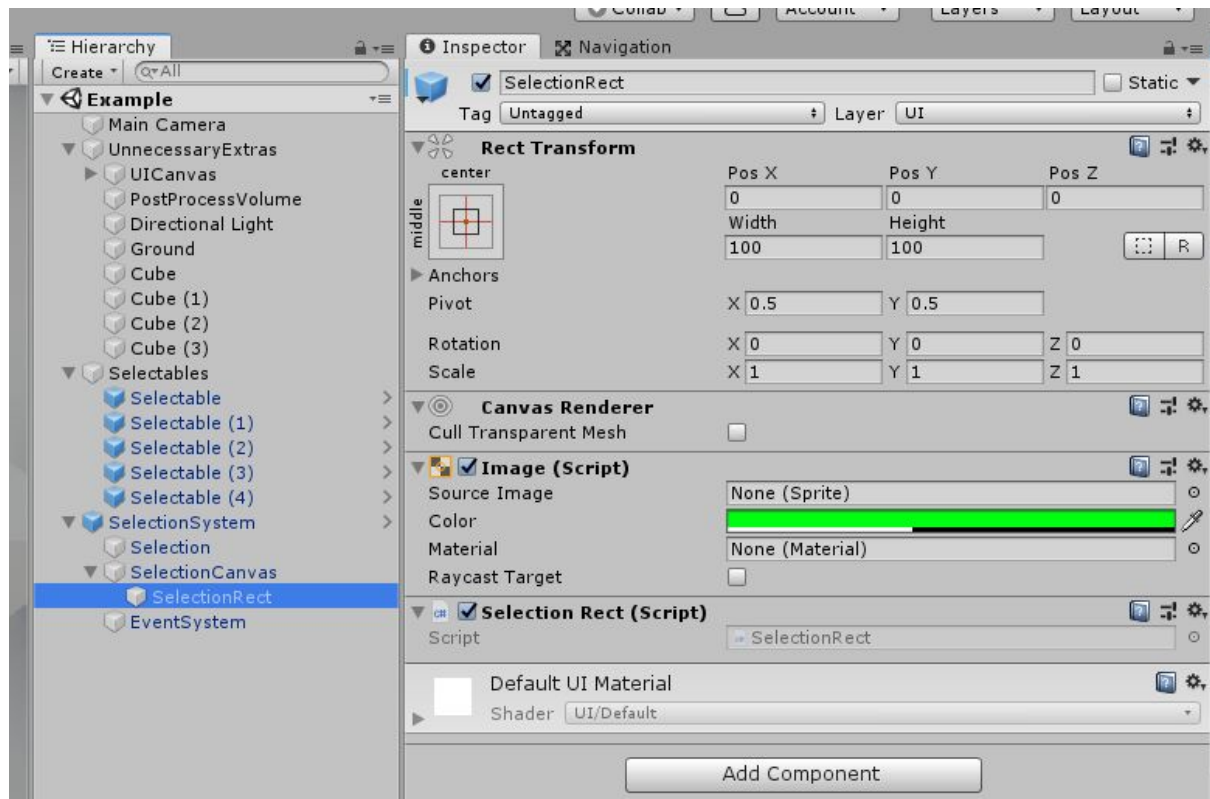 Collab
Account
Layers
Layout
Hierarchy
Create
All
Example
Main Camera
UnnecessaryExtras
UICanvas
PostProcessVolume
Directional Light
Ground
Cube
Cube (1)
Cube (2)
Cube (3)
Selectables
Selectable
Selectable (1)
Selectable (2)
Selectable (3)
Selectable (4)
SelectionSystem
Selection
SelectionCanvas
SelectionRect
EventSystem
Inspector Navigation
SelectionRect Static
Tag Untagged Layer UI
Rect Transform
center Pos X Pos Y Pos Z
middle
0 0 0
Width Height
100 100 R
Anchors
Pivot X 0.5 Y 0.5
Rotation X 0 Y 0 Z 0
Scale X 1 Y 1 Z 1
Canvas Renderer
Cull Transparent Mesh
Image (Script)
Source Image None (Sprite)
Color
Material None (Material)
Raycast Target
C# Selection Rect (Script)
Script SelectionRect
Default UI Material
Shader UI/Default
Add Component